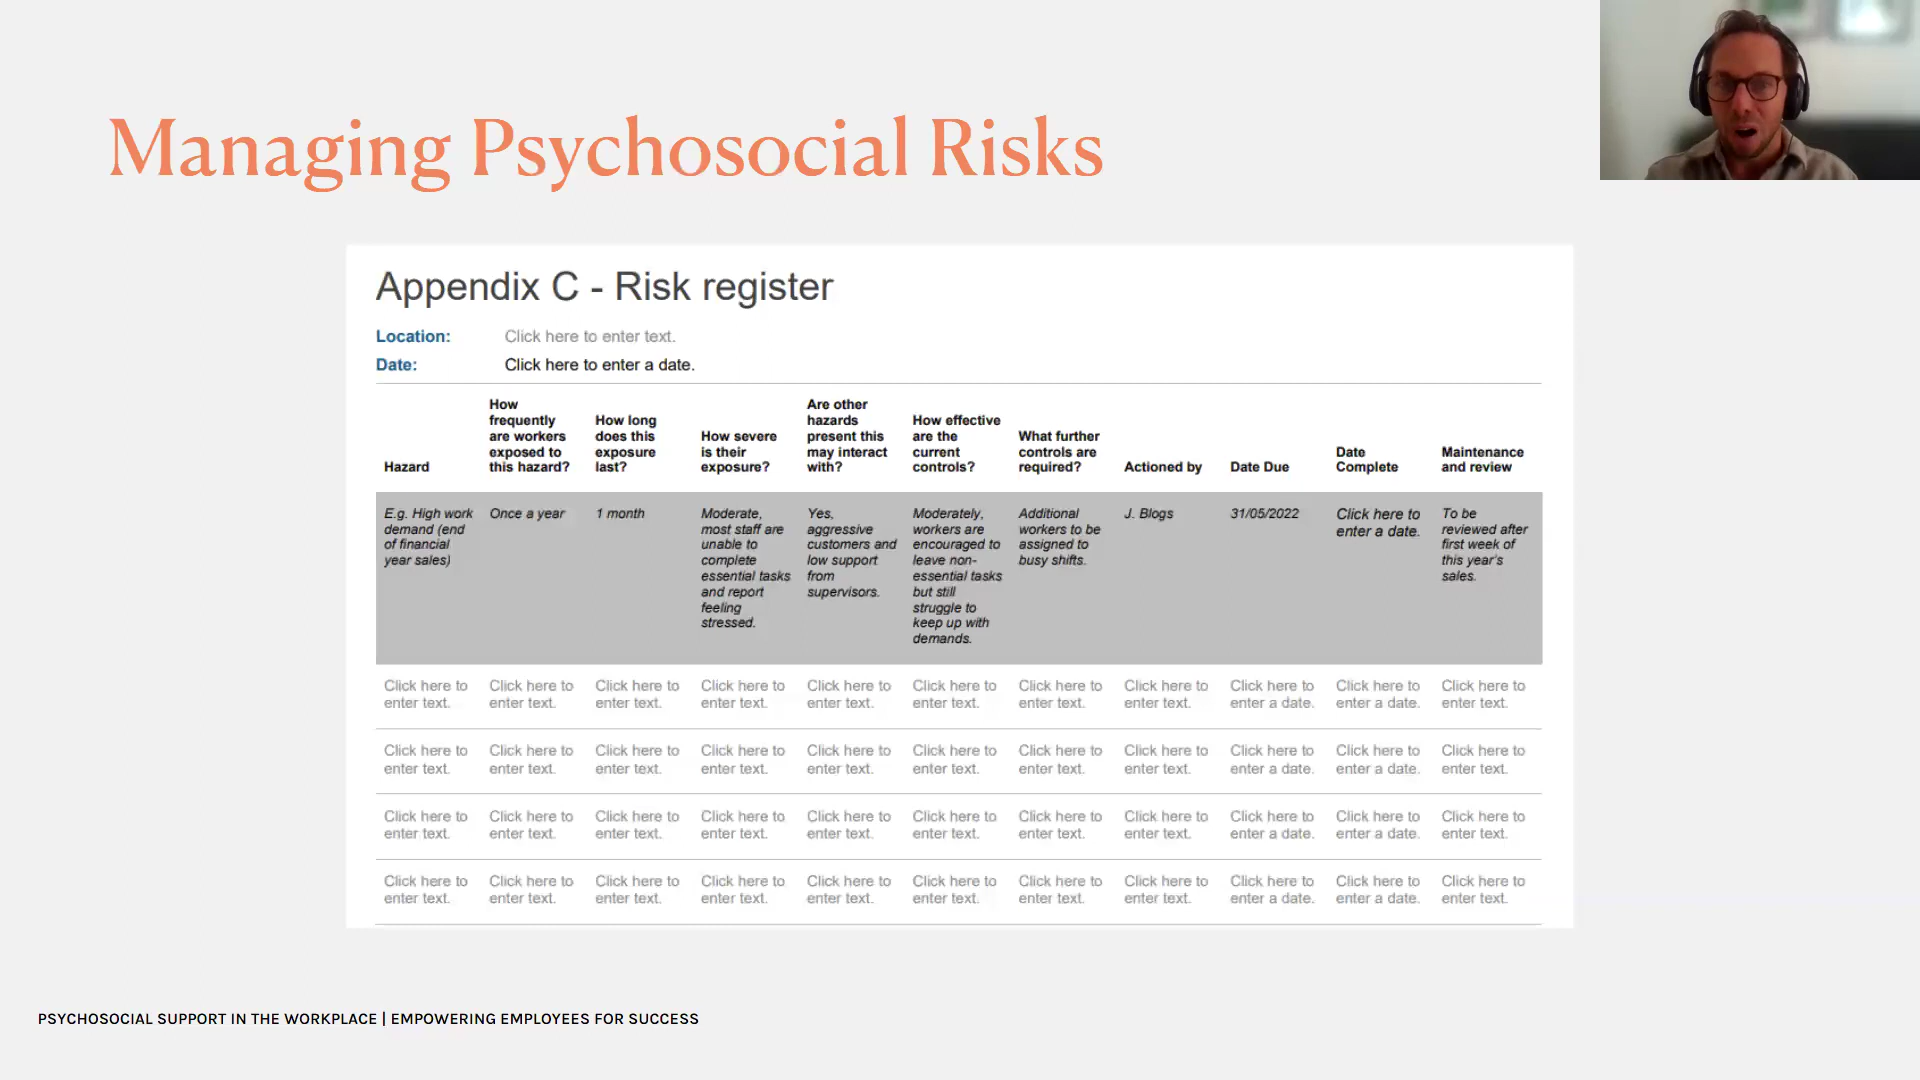 Managing Psychosocial Risks
Appendix C - Risk register
Location: Click here to enter text.
Date: Click here to enter a date.
Hazard
How
frequently
are workers
exposed to
this hazard?
How long
does this
exposure
last?
How severe
is their
exposure?
Are other
hazards
present this
may interact
with?
How effective
are the
current
controls?
What further
controls are
required?
Actioned by
Date Due
Date
Complete
Maintenance
and review
E.g. High work
demand (end
of financial
year sales)
Once a year
1 month
Moderate,
most staff are
unable to
complete
essential tasks
and report
feeling
stressed.
Yes,
aggressive
customers and
low support
from
supervisors.
Moderately,
workers are
encouraged to
leave non-
essential tasks
but still
struggle to
keep up with
demands.
Additional
workers to be
assigned to
busy shifts.
J. Blogs
31/05/2022
Click here to
enter a date.
To be
reviewed after
first week of
this year's
sales.
Click here to Click here to Click here to Click here to Click here to Click here to Click here to Click here to Click here to Click here to Click here to
enter text. enter text. enter text. enter text. enter text. enter text. enter text. enter text. enter a date. enter a date. enter text.
Click here to Click here to Click here to Click here to Click here to Click here to Click here to Click here to Click here to Click here to Click here to
enter text. enter text. enter text. enter text. enter text. enter text. enter text. enter text. enter a date. enter a date. enter text.
Click here to Click here to Click here to Click here to Click here to Click here to Click here to Click here to Click here to Click here to Click here to
enter text. enter text. enter text. enter text. enter text. enter text. enter text. enter text. enter a date. enter a date. enter text.
Click here to Click here to Click here to Click here to Click here to Click here to Click here to Click here to Click here to Click here to Click here to
enter text. enter text. enter text. enter text. enter text. enter text. enter text. enter text. enter a date. enter a date. enter text.
PSYCHOSOCIAL SUPPORT IN THE WORKPLACE | EMPOWERING EMPLOYEES FOR SUCCESS